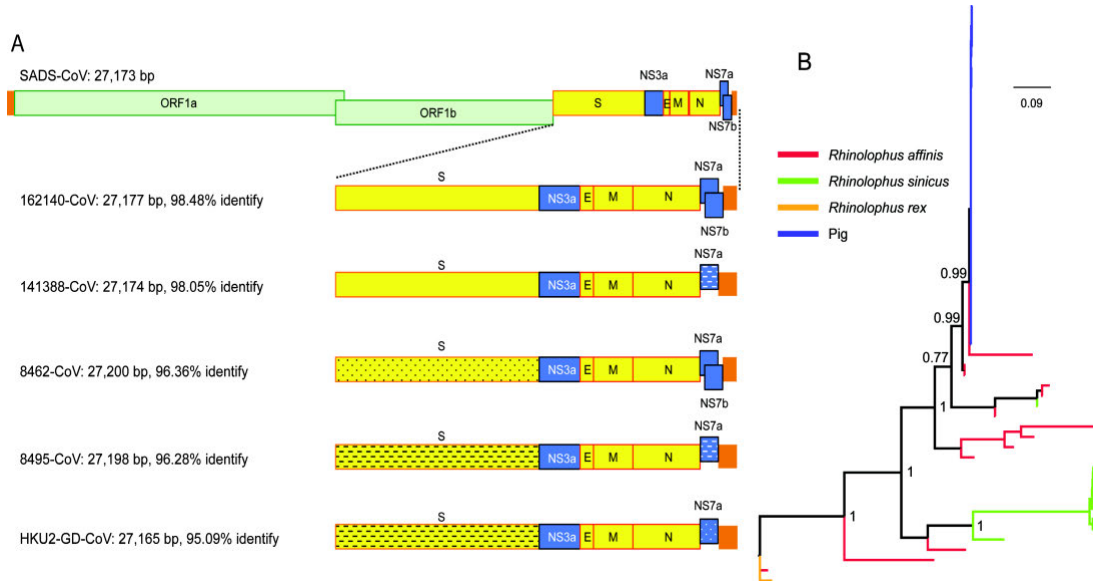 A
SADS-CoV: 27,173 bp
NS3a
NS7a
ORF1a
ORF1b
S
E
M
N
NS7b
S
NS7a
162140-CoV: 27,177 bp, 98.48% identify
NS3a
E
M
N
NS7b
S
NS7a
141388-CoV: 27,174 bp, 98.05% identify
NS3a
E
M
N
S
NS7a
8462-CoV: 27,200 bp, 96.36% identify
NS3a
E
M
N
NS7b
S
NS7a
8495-CoV: 27,198 bp, 96.28% identify
NS3a
E
M
N
S
NS7a
HKU2-GD-CoV: 27,165 bp, 95.09% identify
NS3a
E
M
N
B
0.09
Rhinolophus affinis
Rhinolophus sinicus
Rhinolophus rex
Pig
0.99
0.99
0.77
1
1
1
1